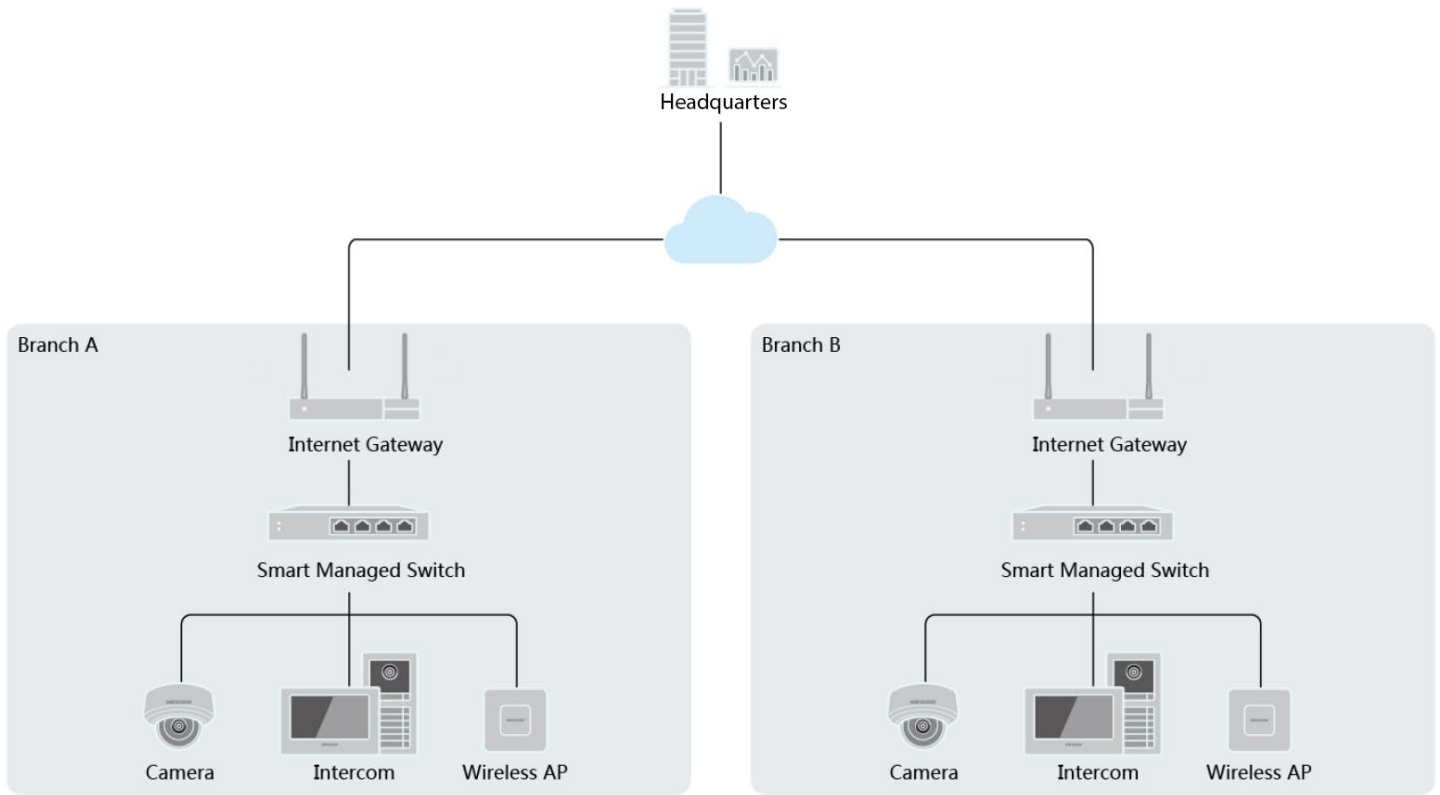 Headquarters
Branch A
Internet Gateway
Smart Managed Switch
Camera
Intercom
Wireless AP
Branch B
Internet Gateway
Smart Managed Switch
Camera
Intercom
Wireless AP